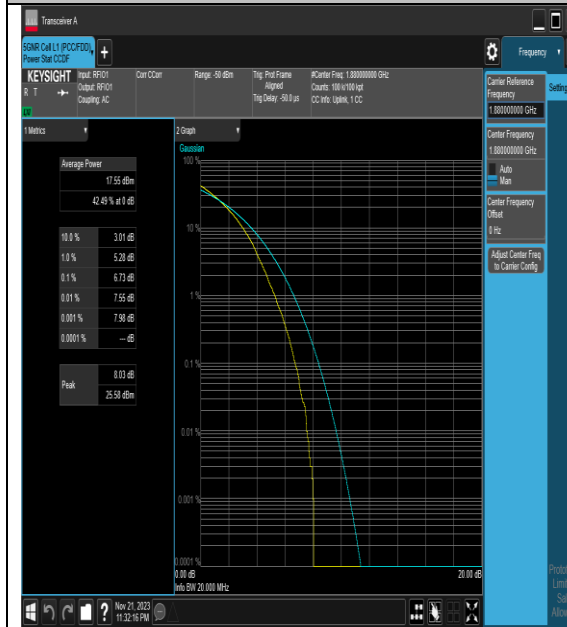 Transceiver A
5GNR Cell L1 (PCC/FDD),
Power Stat CCDF
+
Frequency
KEYSIGHT
R T
Input: RFIO1
Output: RFIO1
Coupling: AC
Corr CCorr
Range: -50 dBm
Trig: Prot Frame
Aligned
Trig Delay: -50.0 µs
#Center Freq: 1.880000000 GHz
Counts: 100 k/100 kpt
CC Info: Uplink, 1 CC
Carrier Reference
Frequency
1.880000000 GHz
Center Frequency
1.880000000 GHz
Auto
Man
Center Frequency
Offset
0 Hz
Adjust Center Freq
to Carrier Config
1 Metrics
Average Power
17.55 dBm
42.49 % at 0 dB
10.0 % 3.01 dB
1.0 % 5.28 dB
0.1 % 6.73 dB
0.01 % 7.55 dB
0.001 % 7.98 dB
0.0001 % --- dB
Peak 8.03 dB
25.58 dBm
2 Graph
Gaussian
100 %
10 %
1 %
0.1 %
0.01 %
0.001 %
0.0001 %
0.00 dB
20.00 dB
Info BW 20.000 MHz
?
Nov 21, 2023
11:32:16 PM